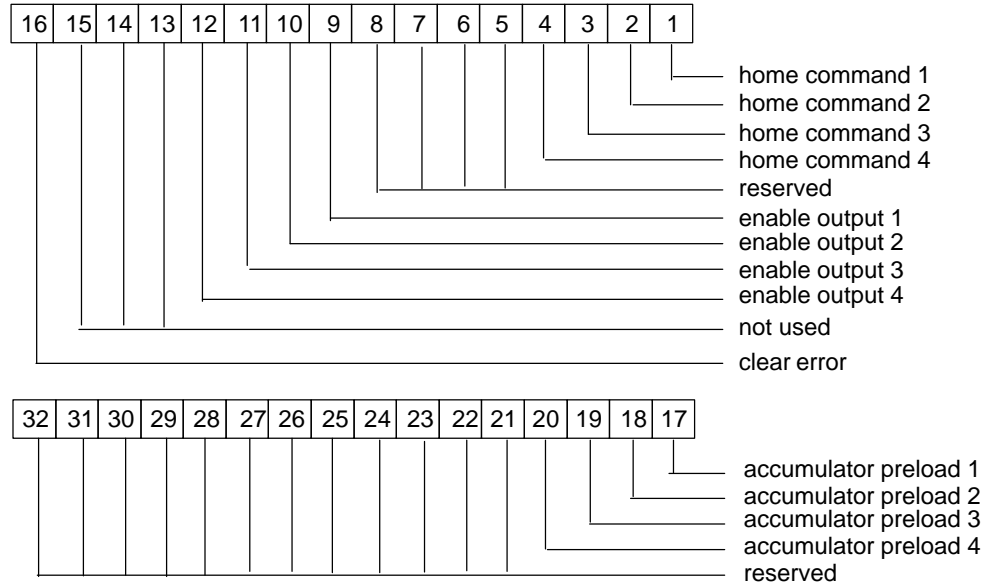 16 15 14 13 12 11 10 9 8 7 6 5 4 3 2 1
home command 1
home command 2
home command 3
home command 4
reserved
enable output 1
enable output 2
enable output 3
enable output 4
not used
clear error
32 31 30 29 28 27 26 25 24 23 22 21 20 19 18 17
accumulator preload 1
accumulator preload 2
accumulator preload 3
accumulator preload 4
reserved